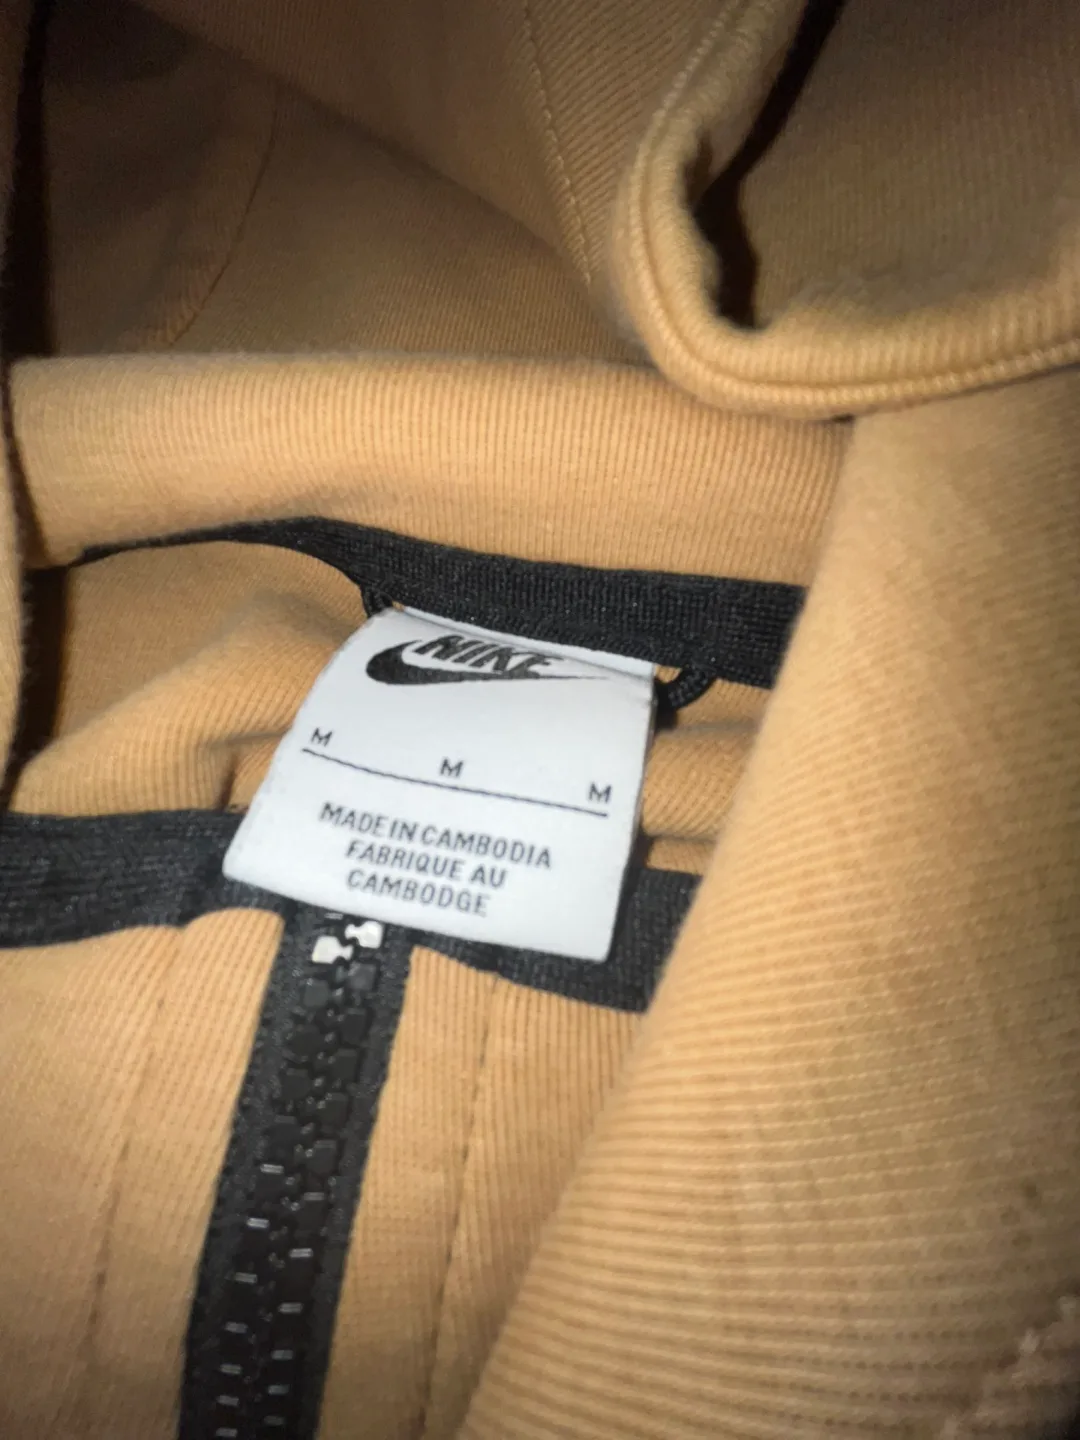 NIKE
M M M
MADE IN CAMBODIA
FABRIQUE AU
CAMBODGE